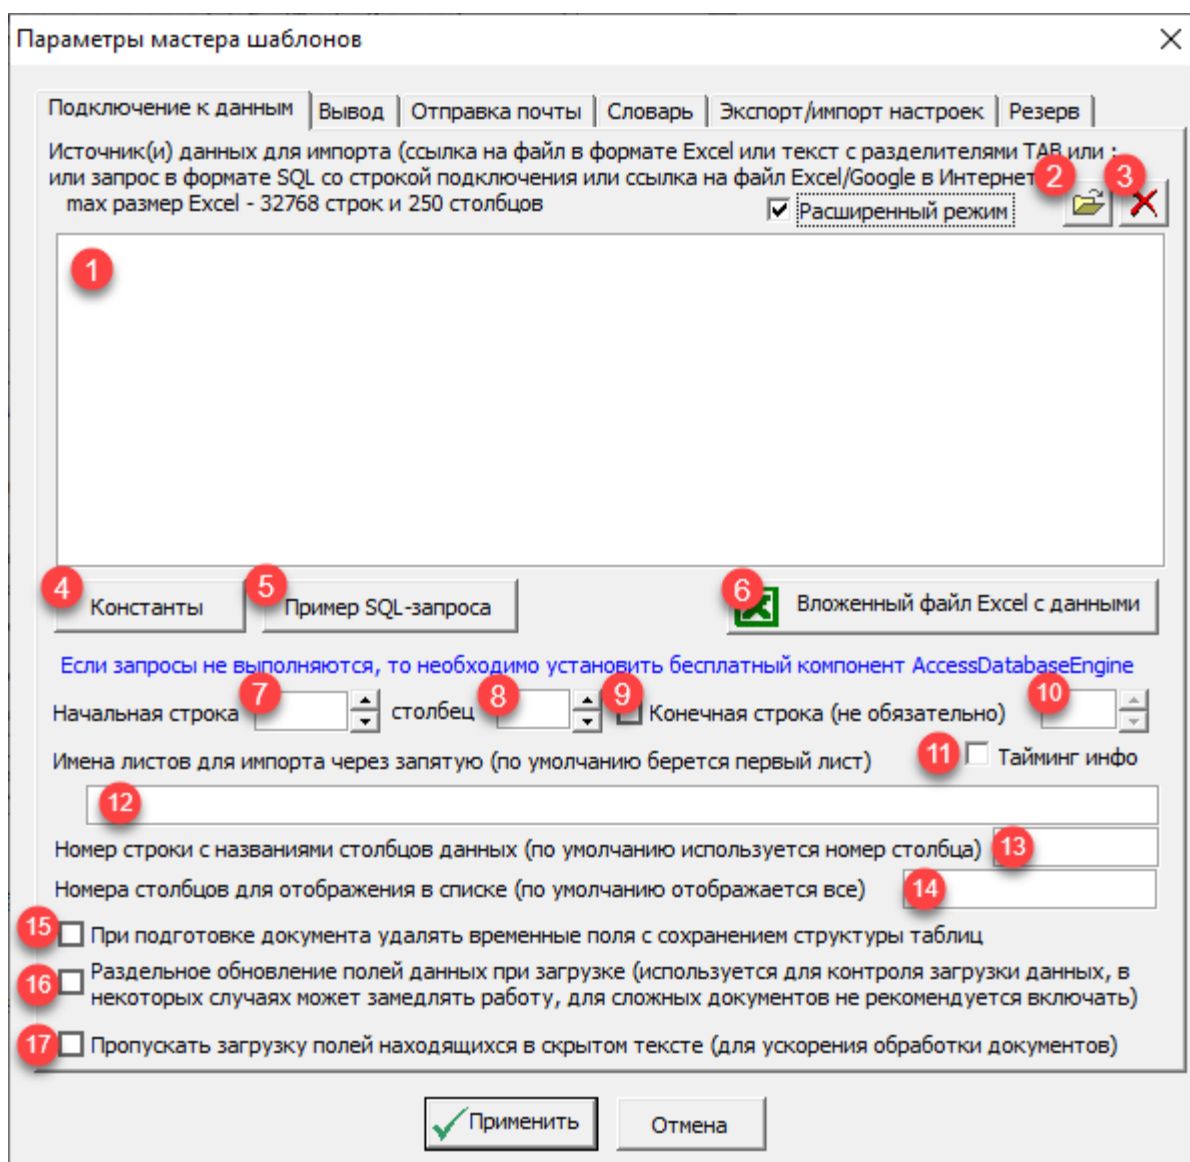 Параметры мастера шаблонов
Подключение к данным Вывод Отправка почты Словарь Экспорт/импорт настроек Резерв
Источник(и) данных для импорта (ссылка на файл в формате Excel или текст с разделителями TAB или ;
или запрос в формате SQL со строкой подключения или ссылка на файл Excel/Google в Интернет
2 3
max размер Excel - 32768 строк и 250 столбцов Расширенный режим
1
4 Константы 5 Пример SQL-запроса 6 Вложенный файл Excel с данными
Если запросы не выполняются, то необходимо установить бесплатный компонент AccessDatabaseEngine
Начальная строка 7 столбец 8 9 Конечная строка (не обязательно) 10
Имена листов для импорта через запятую (по умолчанию берется первый лист) 11 Тайминг инфо
12
Номер строки с названиями столбцов данных (по умолчанию используется номер столбца) 13
Номера столбцов для отображения в списке (по умолчанию отображается все) 14
15 При подготовке документа удалять временные поля с сохранением структуры таблиц
16 Раздельное обновление полей данных при загрузке (используется для контроля загрузки данных, в
некоторых случаях может замедлять работу, для сложных документов не рекомендуется включать)
17 Пропускать загрузку полей находящихся в скрытом тексте (для ускорения обработки документов)
Применить Отмена